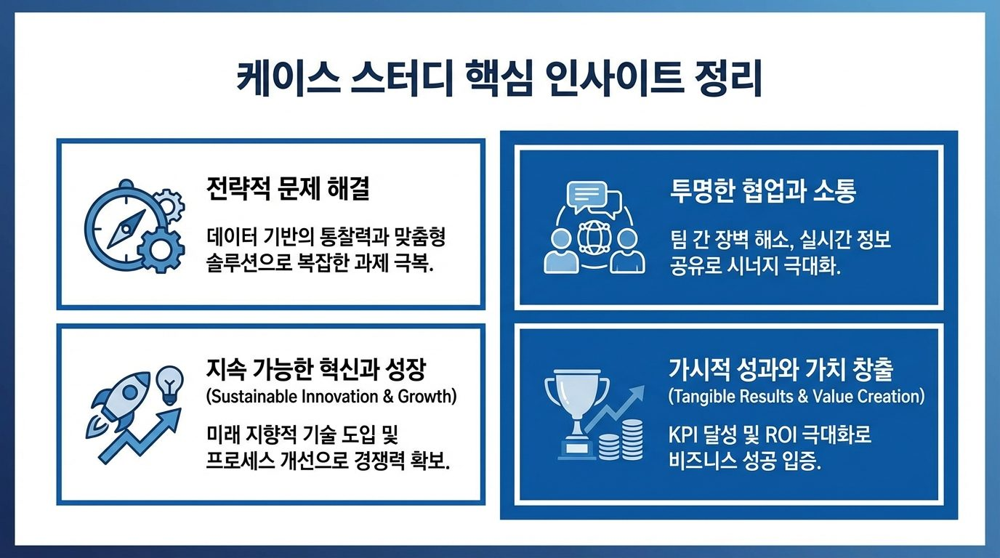 케이스 스터디 핵심 인사이트 정리
전략적 문제 해결
데이터 기반의 통찰력과 맞춤형
솔루션으로 복잡한 과제 극복.
투명한 협업과 소통
팀 간 장벽 해소, 실시간 정보
공유로 시너지 극대화.
지속 가능한 혁신과 성장
(Sustainable Innovation & Growth)
미래 지향적 기술 도입 및
프로세스 개선으로 경쟁력 확보.
가시적 성과와 가치 창출
(Tangible Results & Value Creation)
KPI 달성 및 ROI 극대화로
비즈니스 성공 입증.